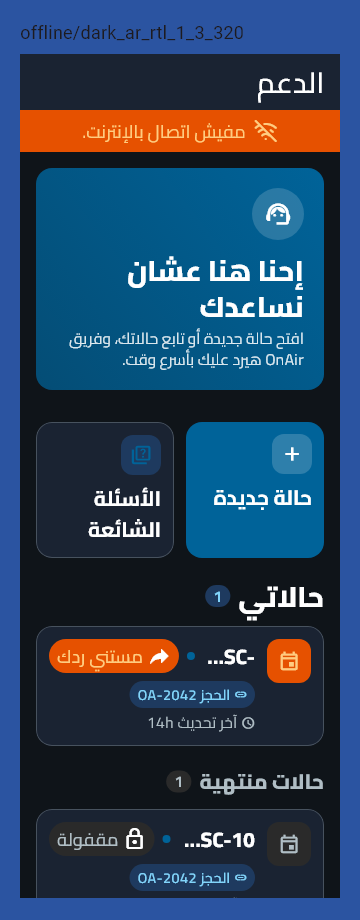 offline/dark_ar_rtl_1_3_320
الدعم
مفيش اتصال بالإنترنت.
إحنا هنا عشان
نساعدك
افتح حالة جديدة أو تابع حالاتك، وفريق
OnAir هيرد عليك بأسرع وقت.
حالة جديدة
الأسئلة
الشائعة
حالاتي 1
SC-... مستني ردك
الحجز OA-2042
آخر تحديث 14h
حالات منتهية 1
SC-10... مقفولة
الحجز OA-2042